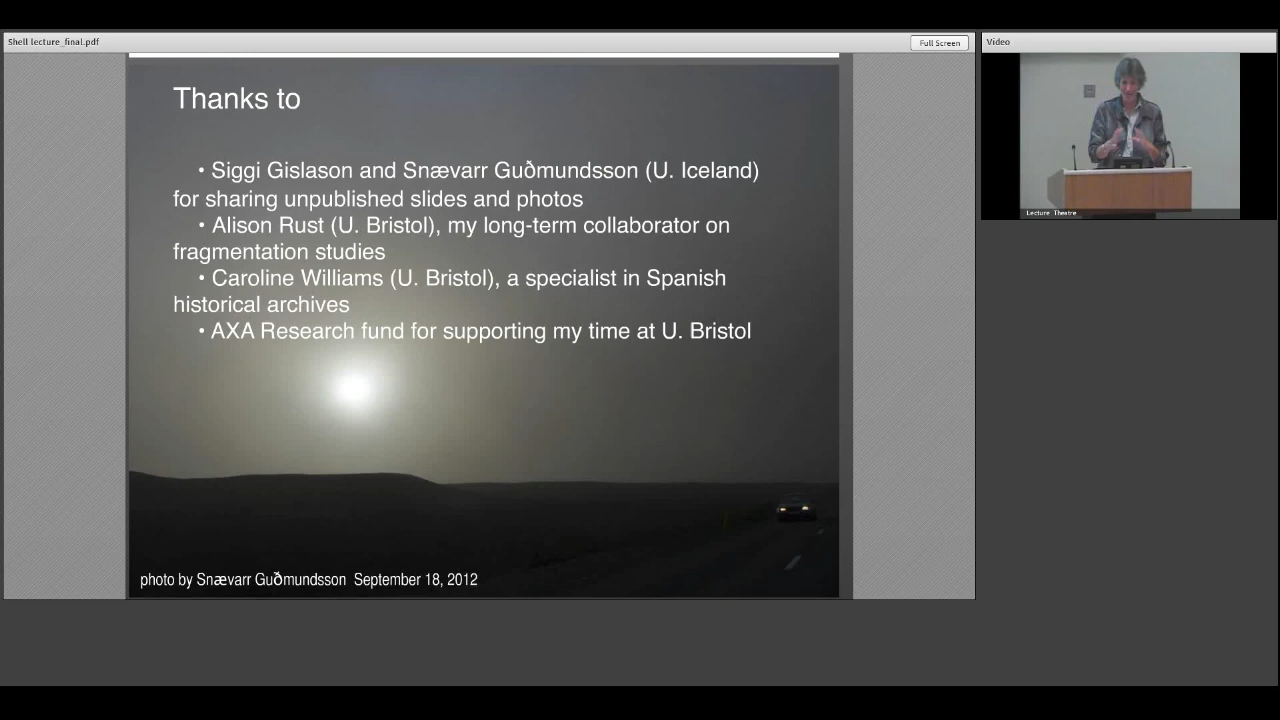 Shell lecture_final.pdf
Full Screen
Video
Thanks to
• Siggi Gislason and Snævarr Guðmundsson (U. Iceland)
for sharing unpublished slides and photos
• Alison Rust (U. Bristol), my long-term collaborator on
fragmentation studies
• Caroline Williams (U. Bristol), a specialist in Spanish
historical archives
• AXA Research fund for supporting my time at U. Bristol
photo by Snævarr Guðmundsson September 18, 2012
Lecture Theatre